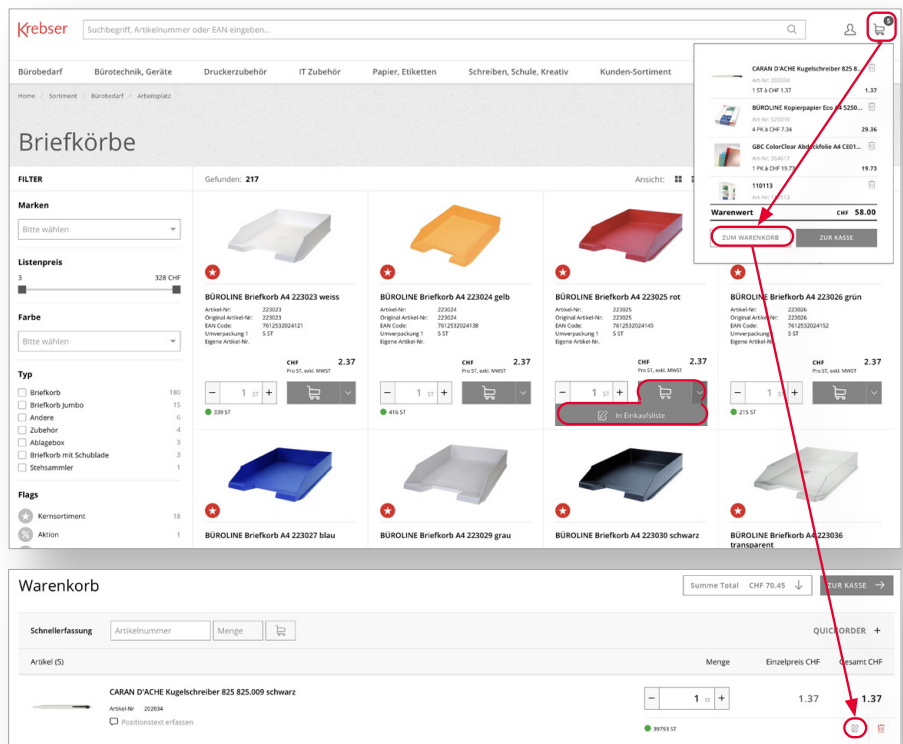 Krebser
Suchbegriff, Artikelnummer oder EAN eingeben...
5
Bürobedarf Bürotechnik, Geräte Druckerzubehör IT Zubehör Papier, Etiketten Schreiben, Schule, Kreativ Kunden-Sortiment
Home / Sortiment / Bürobedarf / Arbeitsplatz
Briefkörbe
CARAN D'ACHE Kugelschreiber 825 8...
Art-Nr: 202034
1 ST à CHF 1.37 1.37
BÜROLINE Kopierpapier Eco A4 5250...
Art-Nr: 525010
4 PK à CHF 7.34 29.36
GBC ColorClear Abdeckfolie A4 CE01...
Art-Nr: 364617
1 PK à CHF 19.73 19.73
110113
Art-Nr: 110113
Warenwert CHF 58.00
ZUM WARENKORB ZUR KASSE
FILTER
Gefunden: 217
Ansicht:
Marken
Bitte wählen
Listenpreis
3 328 CHF
Farbe
Bitte wählen
Typ
Briefkorb 180
Briefkorb Jumbo 15
Andere 6
Zubehör 4
Ablagebox 3
Briefkorb mit Schublade 3
Stehsammler 1
Flags
Kernsortiment 18
Aktion 1
BÜROLINE Briefkorb A4 223023 weiss
Artikel-Nr: 223023
Original Artikel-Nr: 223023
EAN Code: 7612532024121
Umverpackung 1 5 ST
Eigene Artikel-Nr.
CHF 2.37
Pro ST, exkl. MWST
− 1 ST +
339 ST
BÜROLINE Briefkorb A4 223024 gelb
Artikel-Nr: 223024
Original Artikel-Nr: 223024
EAN Code: 7612532024138
Umverpackung 1 5 ST
Eigene Artikel-Nr.
CHF 2.37
Pro ST, exkl. MWST
− 1 ST +
416 ST
BÜROLINE Briefkorb A4 223025 rot
Artikel-Nr: 223025
Original Artikel-Nr: 223025
EAN Code: 7612532024145
Umverpackung 1 5 ST
Eigene Artikel-Nr.
CHF 2.37
Pro ST, exkl. MWST
− 1 ST +
In Einkaufsliste
BÜROLINE Briefkorb A4 223026 grün
Artikel-Nr: 223026
Original Artikel-Nr: 223026
EAN Code: 7612532024152
Umverpackung 1 5 ST
Eigene Artikel-Nr.
CHF 2.37
Pro ST, exkl. MWST
− 1 ST +
215 ST
BÜROLINE Briefkorb A4 223027 blau
BÜROLINE Briefkorb A4 223029 grau
BÜROLINE Briefkorb A4 223030 schwarz
BÜROLINE Briefkorb A4 223036
transparent
Warenkorb
Summe Total CHF 70.45
ZUR KASSE
Schnellerfassung Artikelnummer Menge
QUICKORDER +
Artikel (5) Menge Einzelpreis CHF Gesamt CHF
CARAN D'ACHE Kugelschreiber 825 825.009 schwarz
Artikel-Nr 202034
Positionstext erfassen
− 1 ST + 1.37 1.37
39793 ST